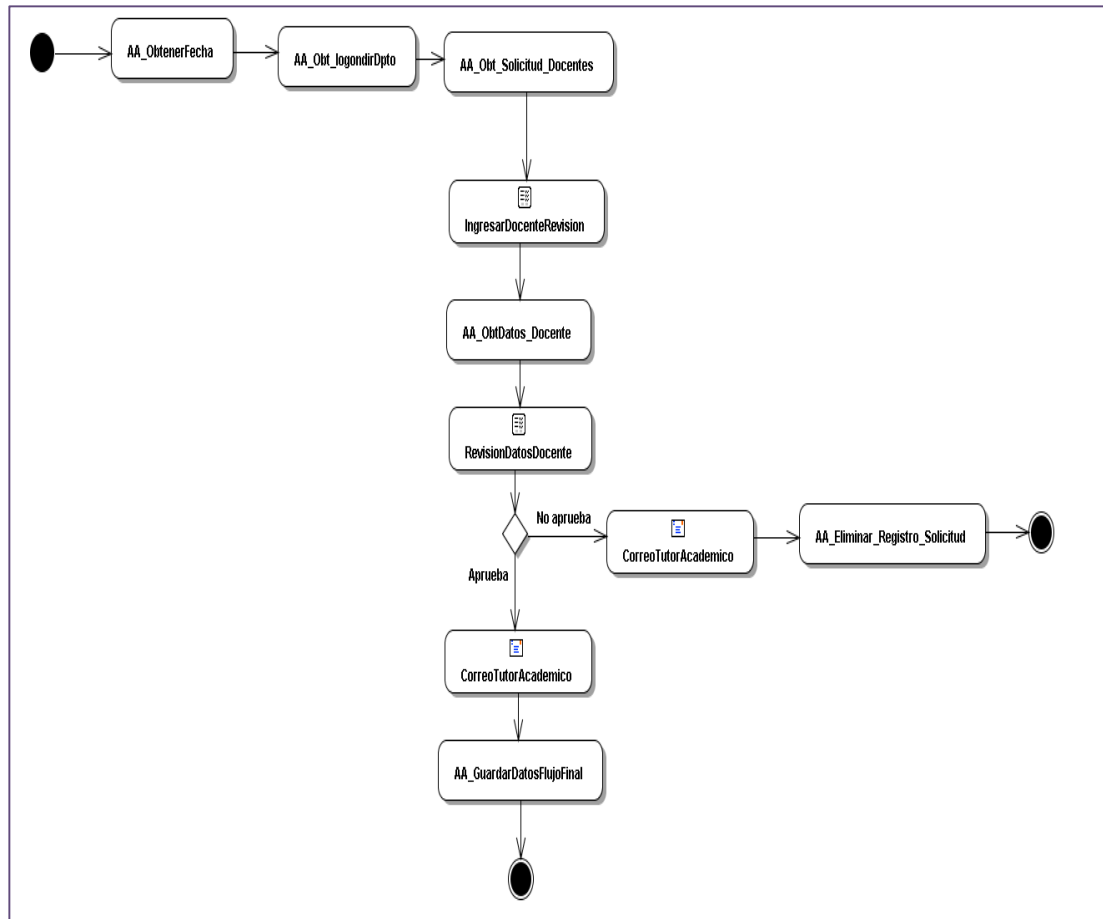 AA_ObtenerFecha
AA_Obt_logondirDpto
AA_Obt_Solicitud_Docentes
IngresarDocenteRevision
AA_ObtDatos_Docente
RevisionDatosDocente
No aprueba
CorreoTutorAcademico
AA_Eliminar_Registro_Solicitud
Aprueba
CorreoTutorAcademico
AA_GuardarDatosFlujoFinal